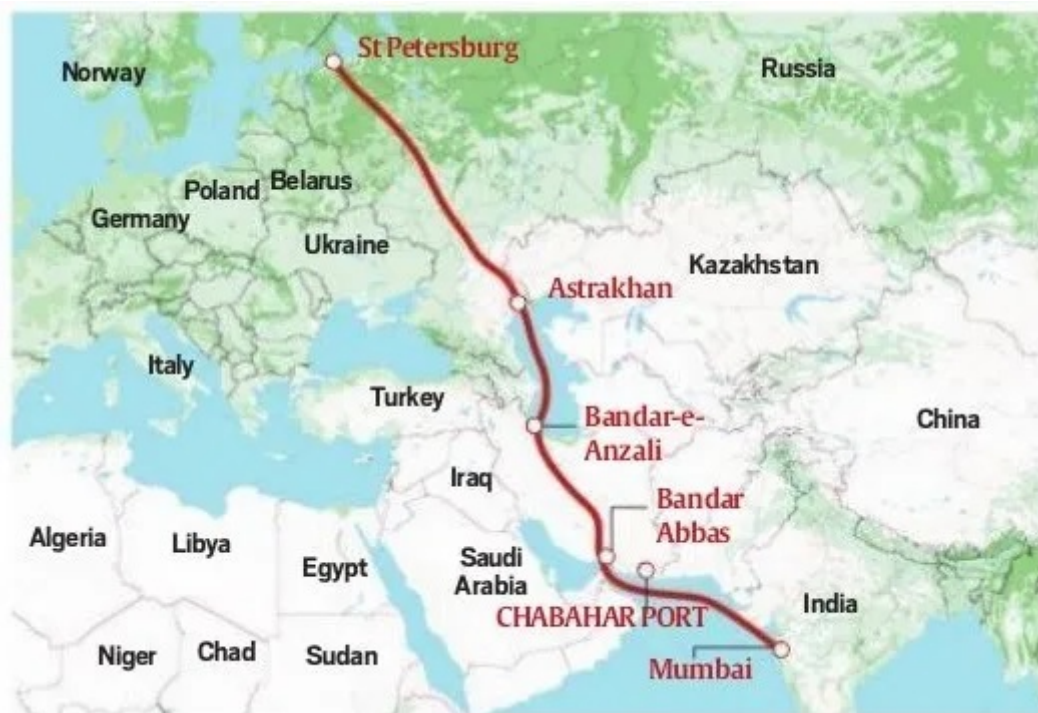 St Petersburg
Norway
Russia
Poland
Belarus
Germany
Ukraine
Kazakhstan
Astrakhan
Italy
Turkey
Bandar-e-
Anzali
China
Iraq
Bandar
Abbas
Algeria
Libya
Egypt
Saudi
Arabia
CHABAHAR PORT
India
Niger
Chad
Sudan
Mumbai